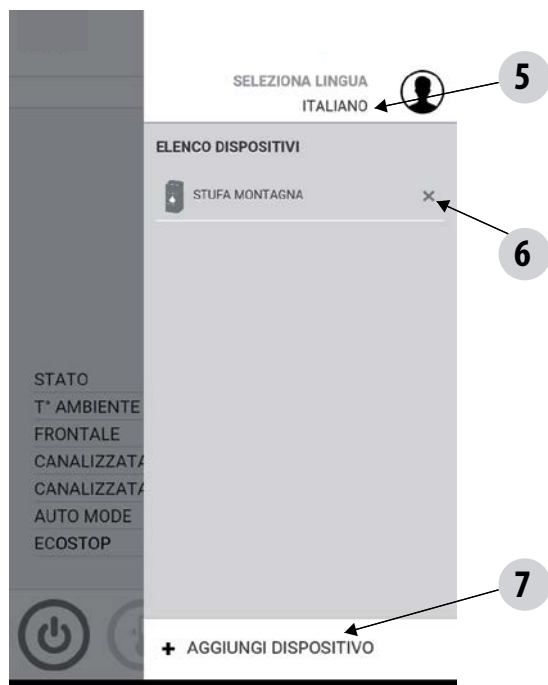 SELEZIONA LINGUA
ITALIANO
5
ELENCO DISPOSITIVI
STUFA MONTAGNA
×
6
STATO
T° AMBIENTE
FRONTALE
CANALIZZATA
CANALIZZATA
AUTO MODE
ECOSTOP
7
+ AGGIUNGI DISPOSITIVO